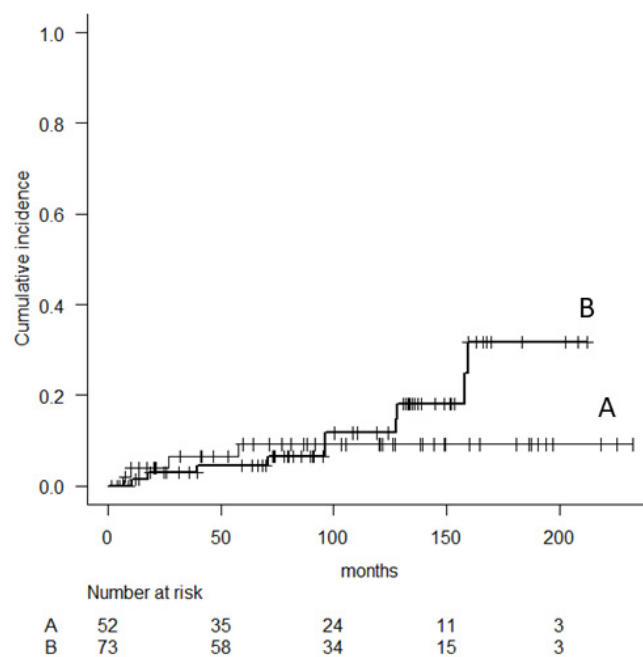 1.0
0.8
0.6
0.4
0.2
0.0
Cumulative incidence
B
A
0 50 100 150 200
months
Number at risk
A 52 35 24 11 3
B 73 58 34 15 3